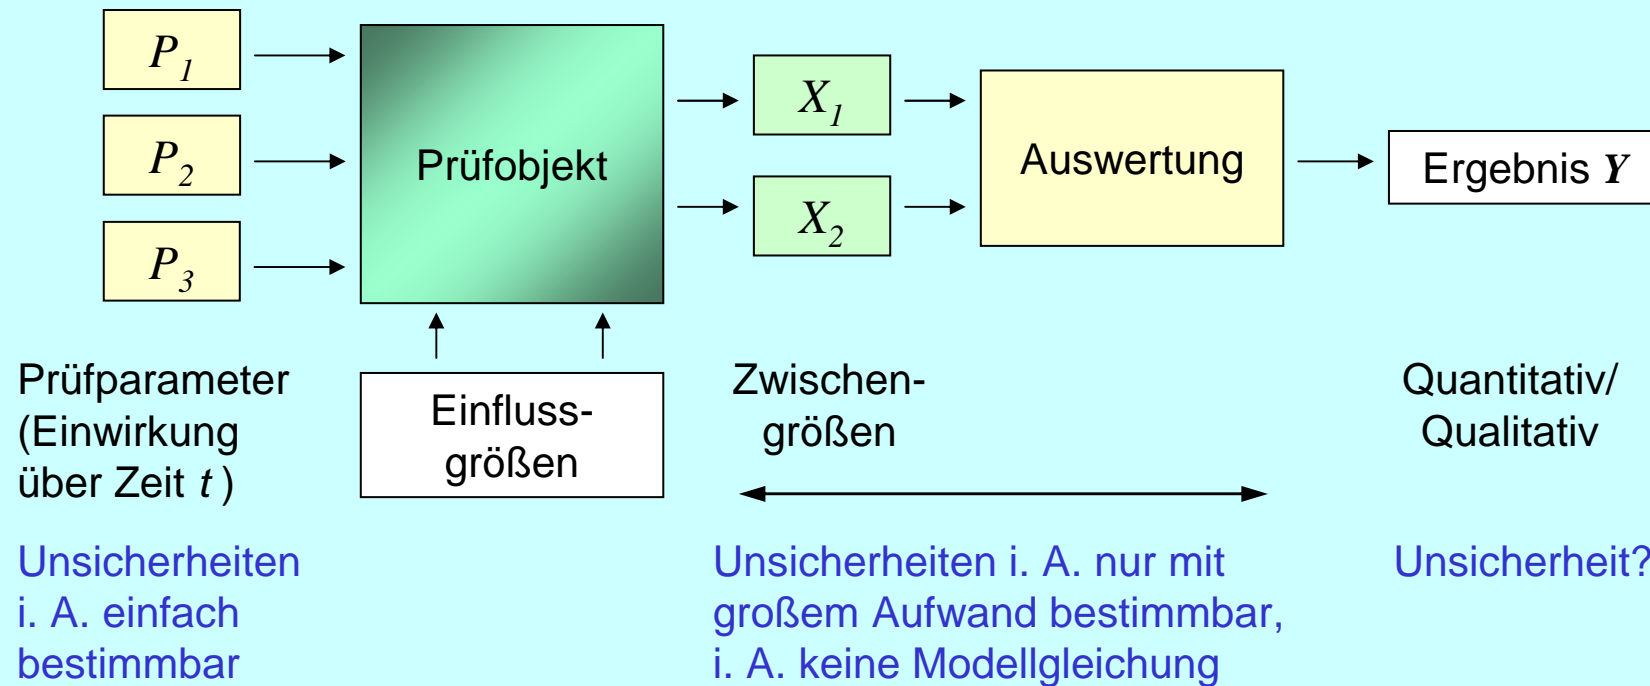 P1
P2
P3
Prüfobjekt
X1
X2
Auswertung
Ergebnis Y
Prüfparameter
(Einwirkung
über Zeit t )
Einfluss-
größen
Zwischen-
größen
Quantitativ/
Qualitativ
Unsicherheiten
i. A. einfach
bestimmbar
Unsicherheiten i. A. nur mit
großem Aufwand bestimmbar,
i. A. keine Modellgleichung
Unsicherheit?